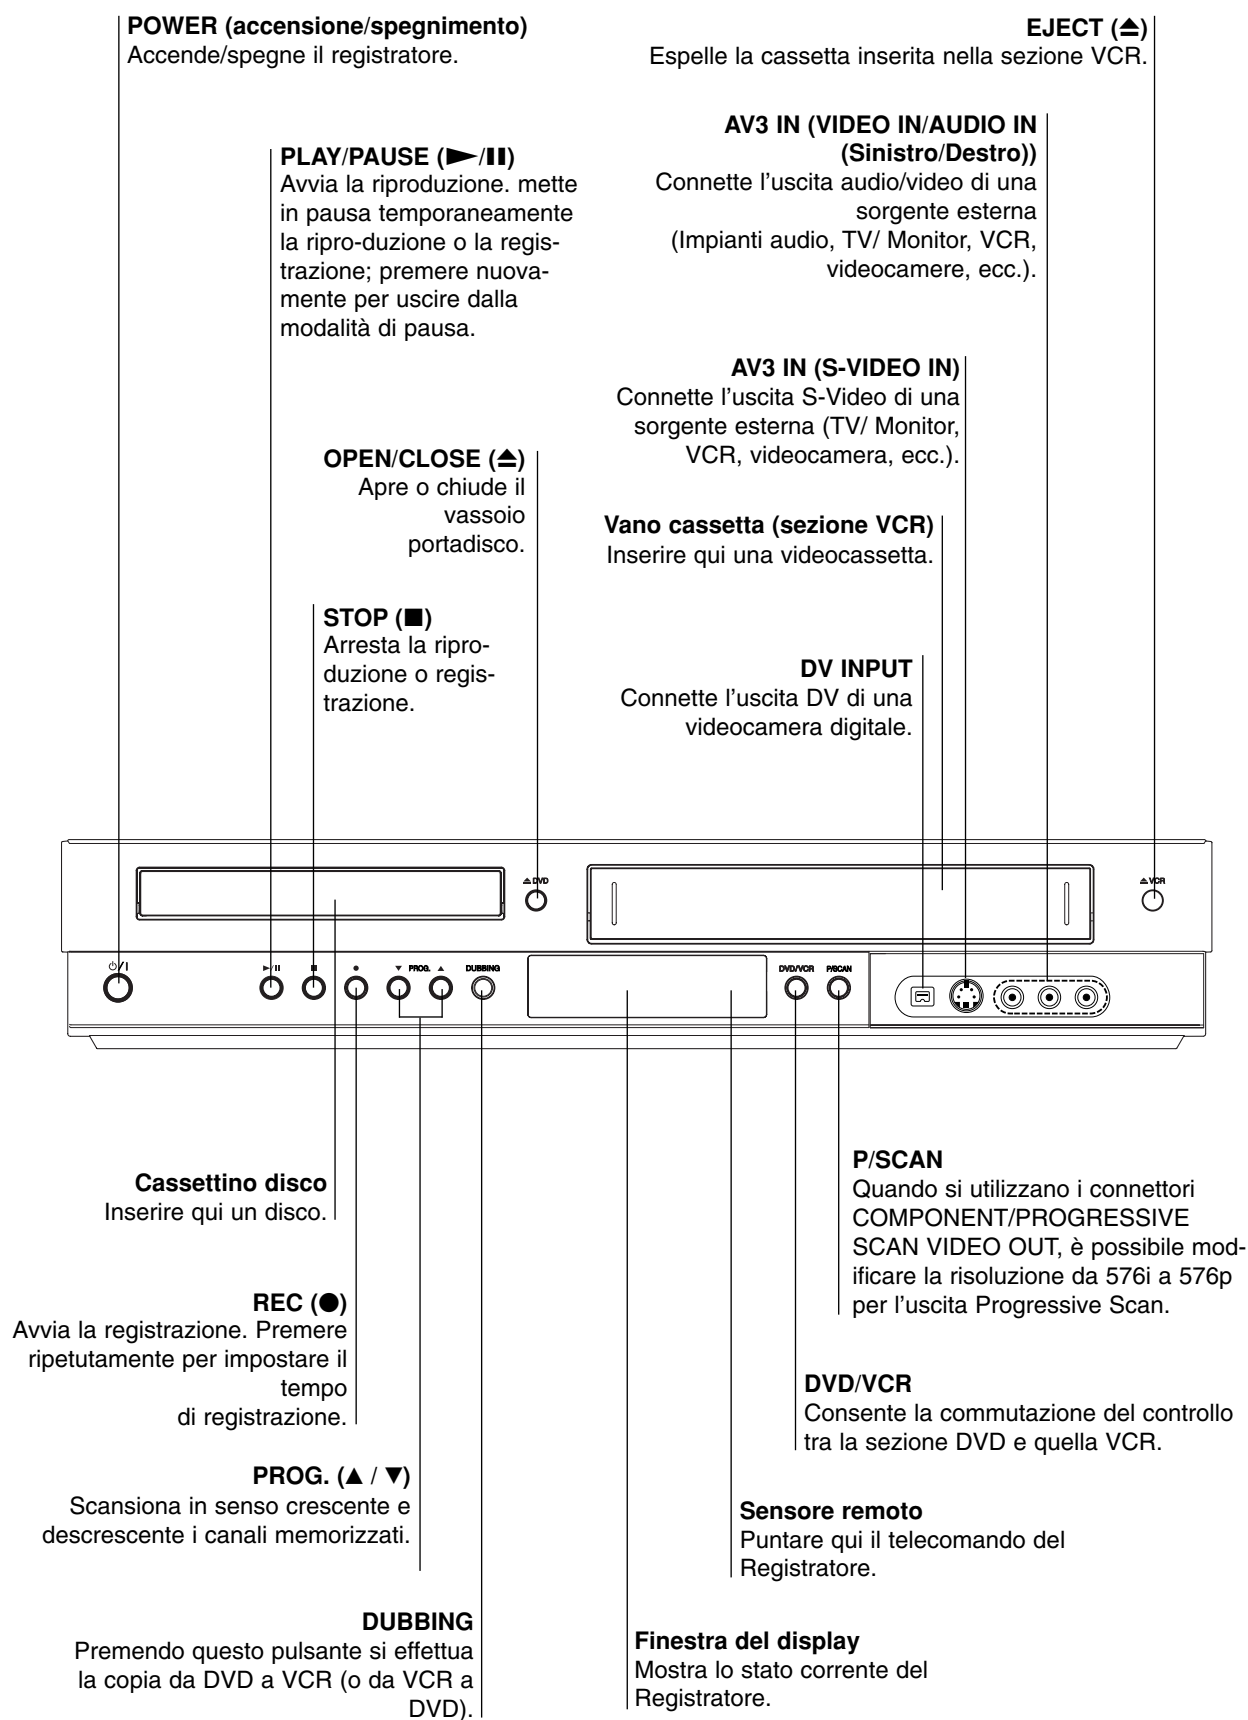 POWER (accensione/spegnimento)
Accende/spegne il registratore.
EJECT (⏏)
Espelle la cassetta inserita nella sezione VCR.
AV3 IN (VIDEO IN/AUDIO IN
(Sinistro/Destro))
Connette l'uscita audio/video di una
sorgente esterna
(Impianti audio, TV/ Monitor, VCR,
videocamere, ecc.).
PLAY/PAUSE (►/❚❚)
Avvia la riproduzione. mette
in pausa temporaneamente
la ripro-duzione o la regis-
trazione; premere nuova-
mente per uscire dalla
modalità di pausa.
AV3 IN (S-VIDEO IN)
Connette l'uscita S-Video di una
sorgente esterna (TV/ Monitor,
VCR, videocamera, ecc.).
OPEN/CLOSE (⏏)
Apre o chiude il
vassoio
portadisco.
Vano cassetta (sezione VCR)
Inserire qui una videocassetta.
STOP (■)
Arresta la ripro-
duzione o regis-
trazione.
DV INPUT
Connette l'uscita DV di una
videocamera digitale.
⏏ DVD
⏏ VCR
⏻/I
►/❚❚
■
●
▼ PROG. ▲
DUBBING
DVD/VCR
P/SCAN
Cassettino disco
Inserire qui un disco.
P/SCAN
Quando si utilizzano i connettori
COMPONENT/PROGRESSIVE
SCAN VIDEO OUT, è possibile mod-
ificare la risoluzione da 576i a 576p
per l'uscita Progressive Scan.
REC (●)
Avvia la registrazione. Premere
ripetutamente per impostare il
tempo
di registrazione.
DVD/VCR
Consente la commutazione del controllo
tra la sezione DVD e quella VCR.
PROG. (▲ / ▼)
Scansiona in senso crescente e
descrescente i canali memorizzati.
Sensore remoto
Puntare qui il telecomando del
Registratore.
DUBBING
Premendo questo pulsante si effettua
la copia da DVD a VCR (o da VCR a
DVD).
Finestra del display
Mostra lo stato corrente del
Registratore.